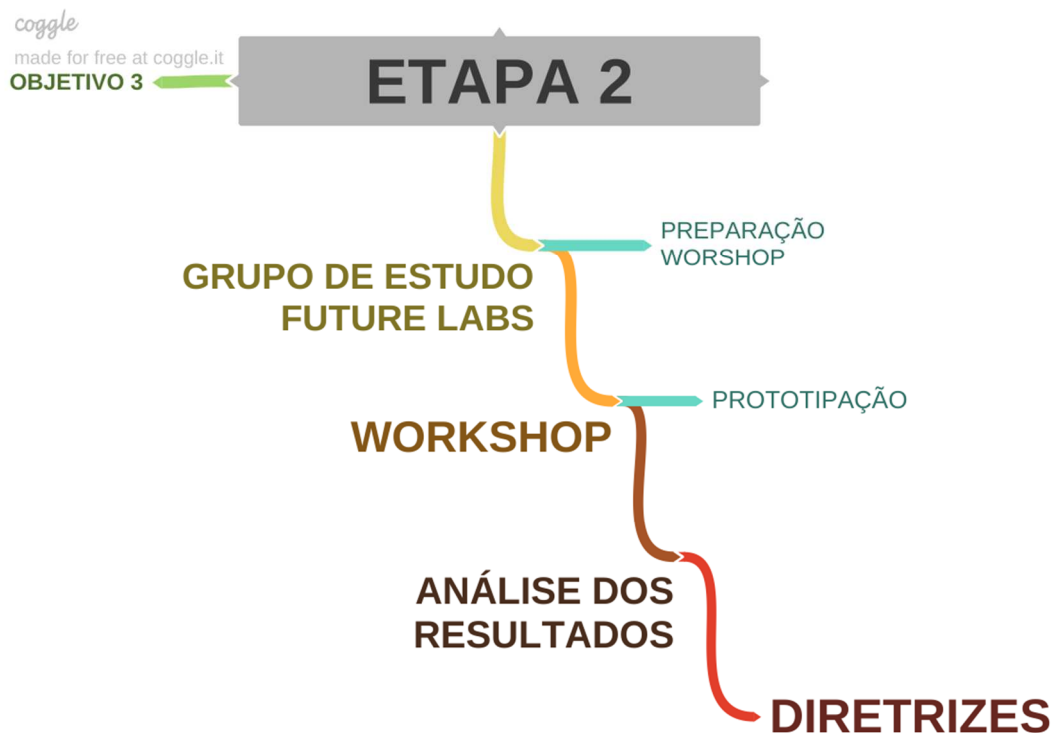 coggle
made for free at coggle.it
OBJETIVO 3
ETAPA 2
PREPARAÇÃO
WORSHOP
GRUPO DE ESTUDO
FUTURE LABS
PROTOTIPAÇÃO
WORKSHOP
ANÁLISE DOS
RESULTADOS
DIRETRIZES